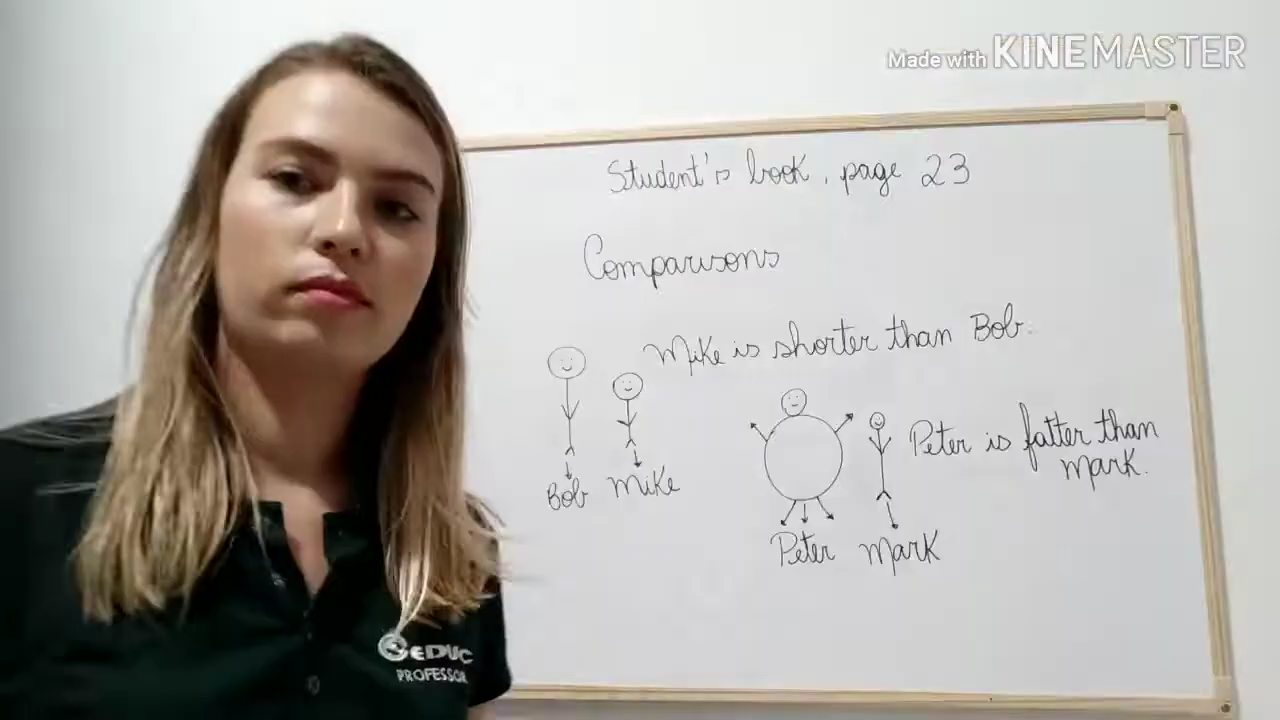 Made with KINEMASTER
Student's book, page 23
Comparisons
Mike is shorter than Bob.
Bob Mike
Peter is fatter than
Mark.
Peter Mark
GEDUC
PROFESSOR